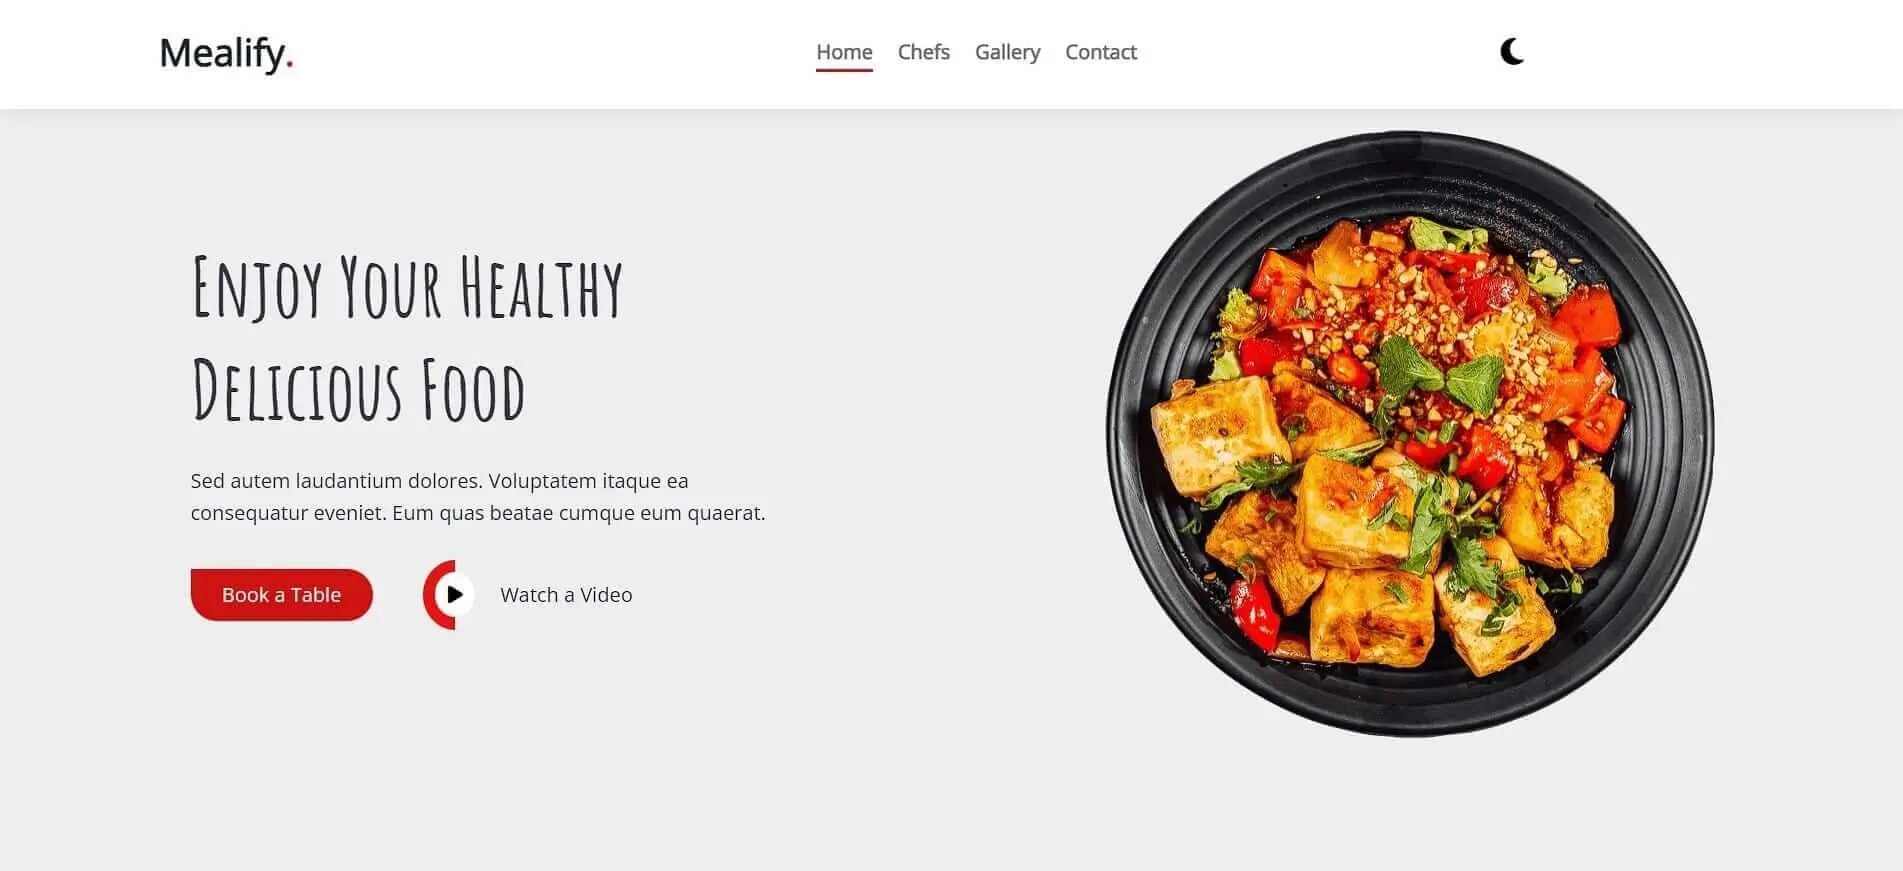 Mealify.
Home Chefs Gallery Contact
Enjoy Your Healthy
Delicious Food
Sed autem laudantium dolores. Voluptatem itaque ea
consequatur eveniet. Eum quas beatae cumque eum quaerat.
Book a Table
Watch a Video